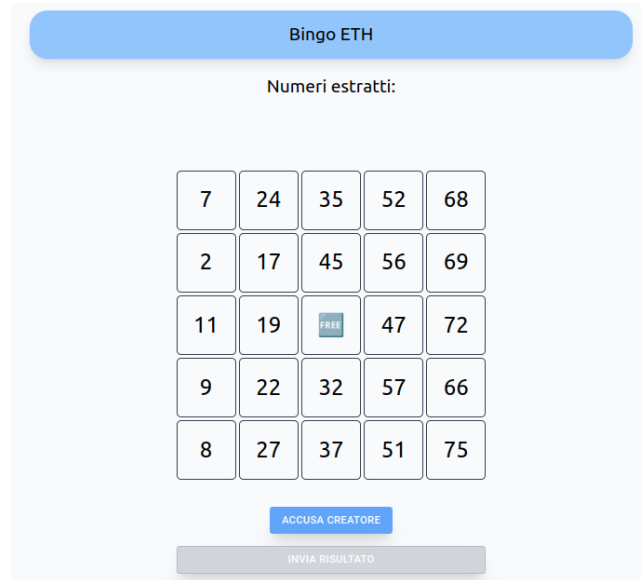 Bingo ETH
Numeri estratti:
7 24 35 52 68
2 17 45 56 69
11 19 FREE 47 72
9 22 32 57 66
8 27 37 51 75
ACCUSA CREATORE
INVIA RISULTATO